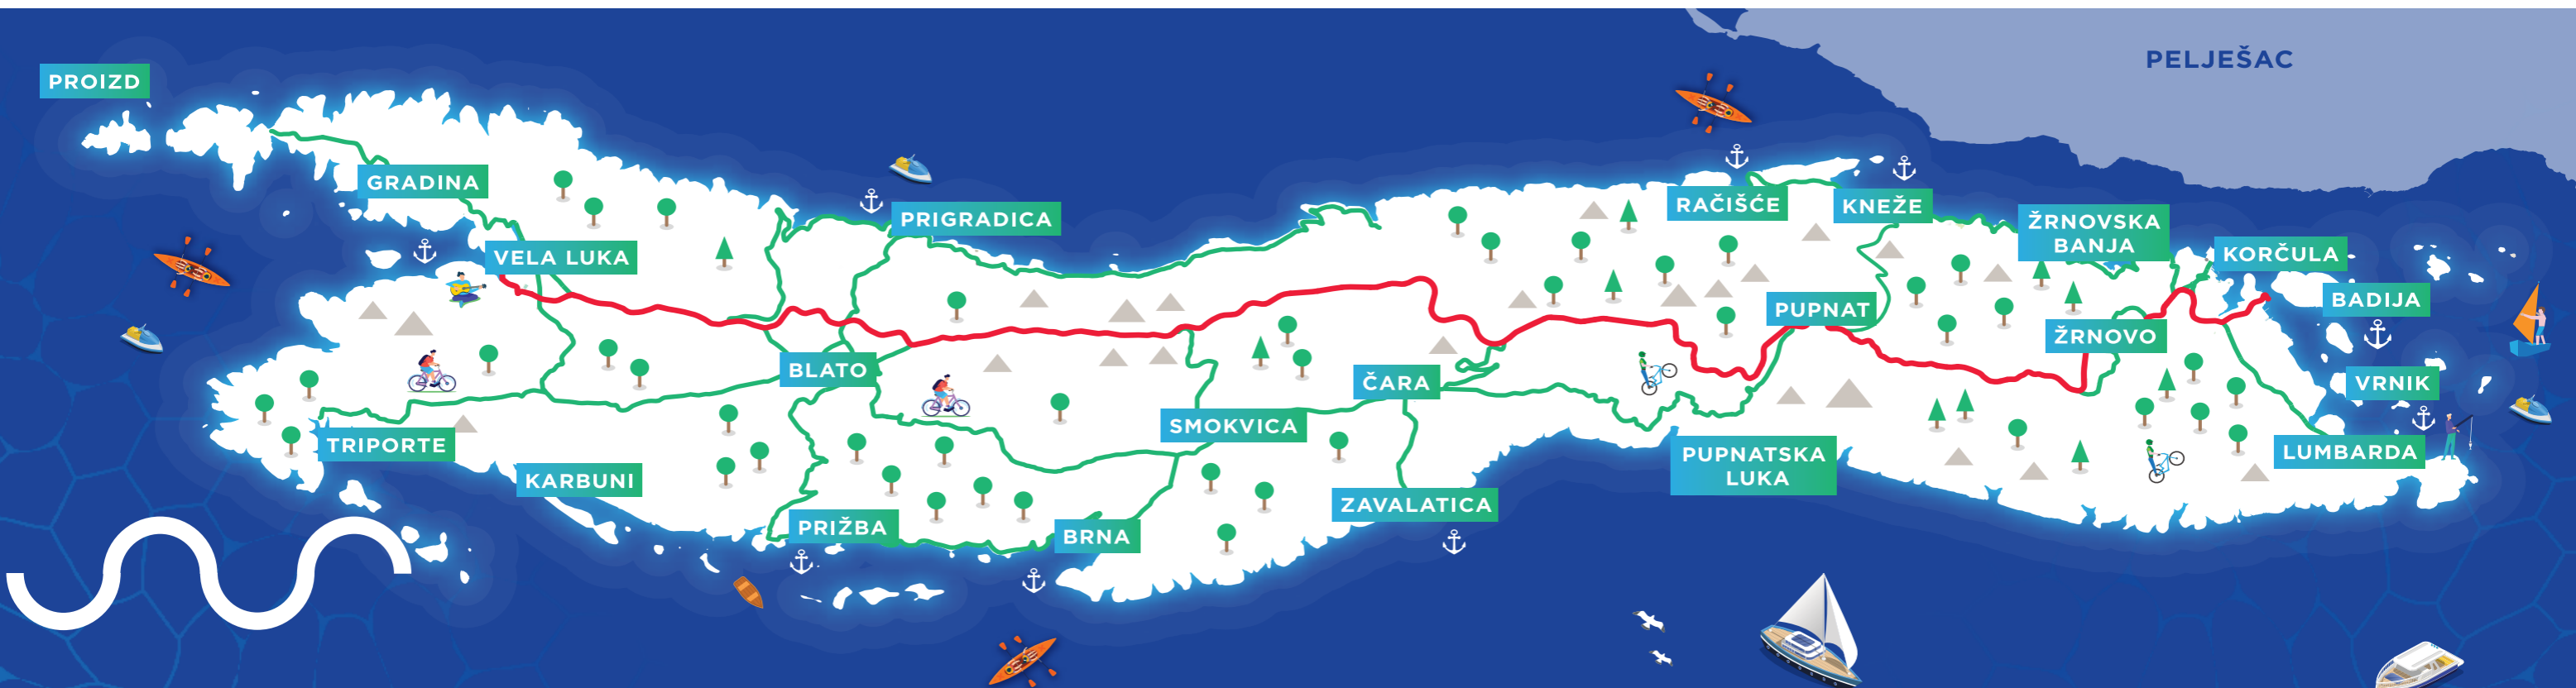 PROIZD
PELJEŠAC
GRADINA
VELA LUKA
PRIGRADICA
RAČIŠĆE
KNEŽE
ŽRNOVSKA
BANJA
KORČULA
BADIJA
PUPNAT
ŽRNOVO
BLATO
ČARA
VRNIK
SMOKVICA
TRIPORTE
KARBUNI
PUPNATSKA
LUKA
LUMBARDA
ZAVALATICA
PRIŽBA
BRNA